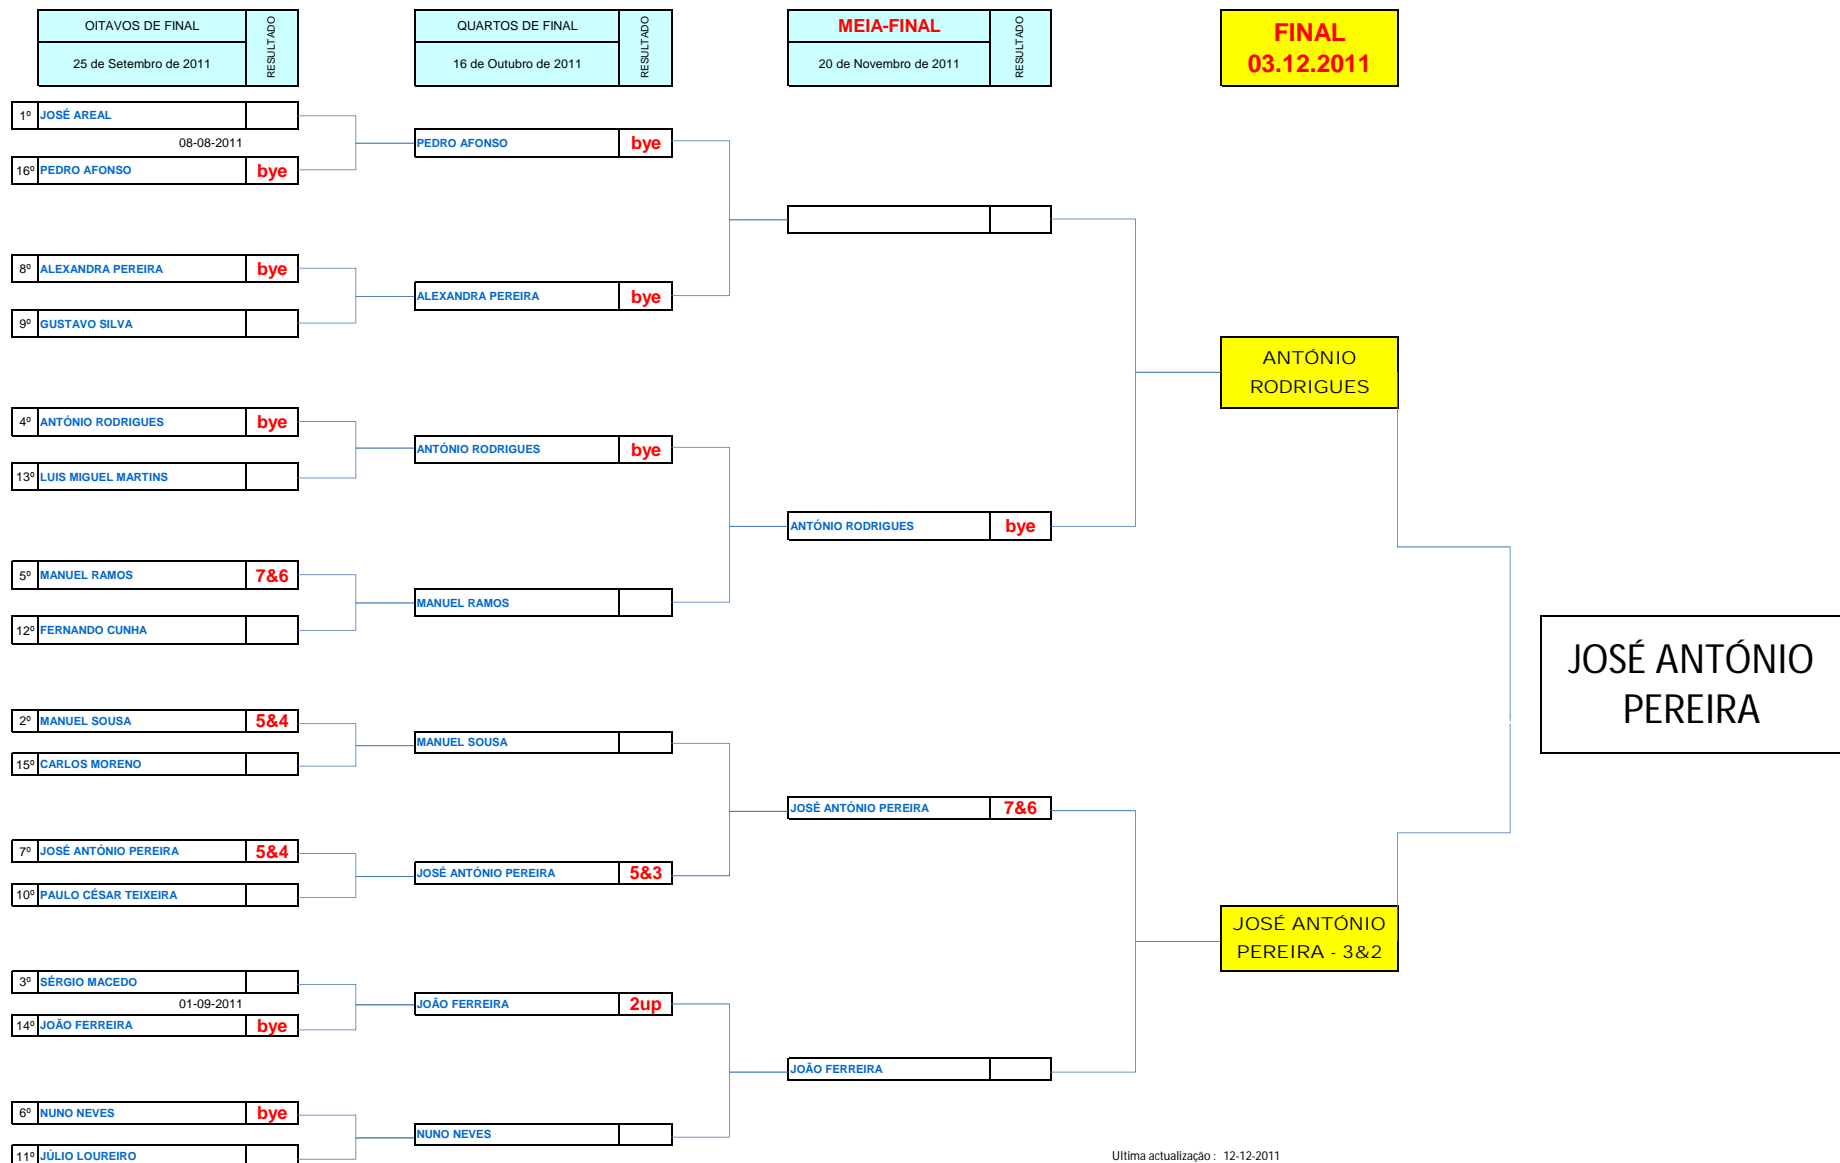 OITAVOS DE FINAL
25 de Setembro de 2011
RESULTADO
QUARTOS DE FINAL
16 de Outubro de 2011
RESULTADO
MEIA-FINAL
20 de Novembro de 2011
RESULTADO
FINAL
03.12.2011
1º JOSÉ AREAL
08-08-2011
16º PEDRO AFONSO bye
8º ALEXANDRA PEREIRA bye
9º GUSTAVO SILVA
4º ANTÓNIO RODRIGUES bye
13º LUIS MIGUEL MARTINS
5º MANUEL RAMOS 7&6
12º FERNANDO CUNHA
2º MANUEL SOUSA 5&4
15º CARLOS MORENO
7º JOSÉ ANTÓNIO PEREIRA 5&4
10º PAULO CÉSAR TEIXEIRA
3º SÉRGIO MACEDO
01-09-2011
14º JOÃO FERREIRA bye
6º NUNO NEVES bye
11º JÚLIO LOUREIRO
PEDRO AFONSO bye
ALEXANDRA PEREIRA bye
ANTÓNIO RODRIGUES bye
MANUEL RAMOS
MANUEL SOUSA
JOSÉ ANTÓNIO PEREIRA 5&3
JOÃO FERREIRA 2up
NUNO NEVES
ANTÓNIO RODRIGUES bye
JOSÉ ANTÓNIO PEREIRA 7&6
JOÃO FERREIRA
ANTÓNIO
RODRIGUES
JOSÉ ANTÓNIO
PEREIRA - 3&2
JOSÉ ANTÓNIO
PEREIRA
Ultima actualização : 12-12-2011